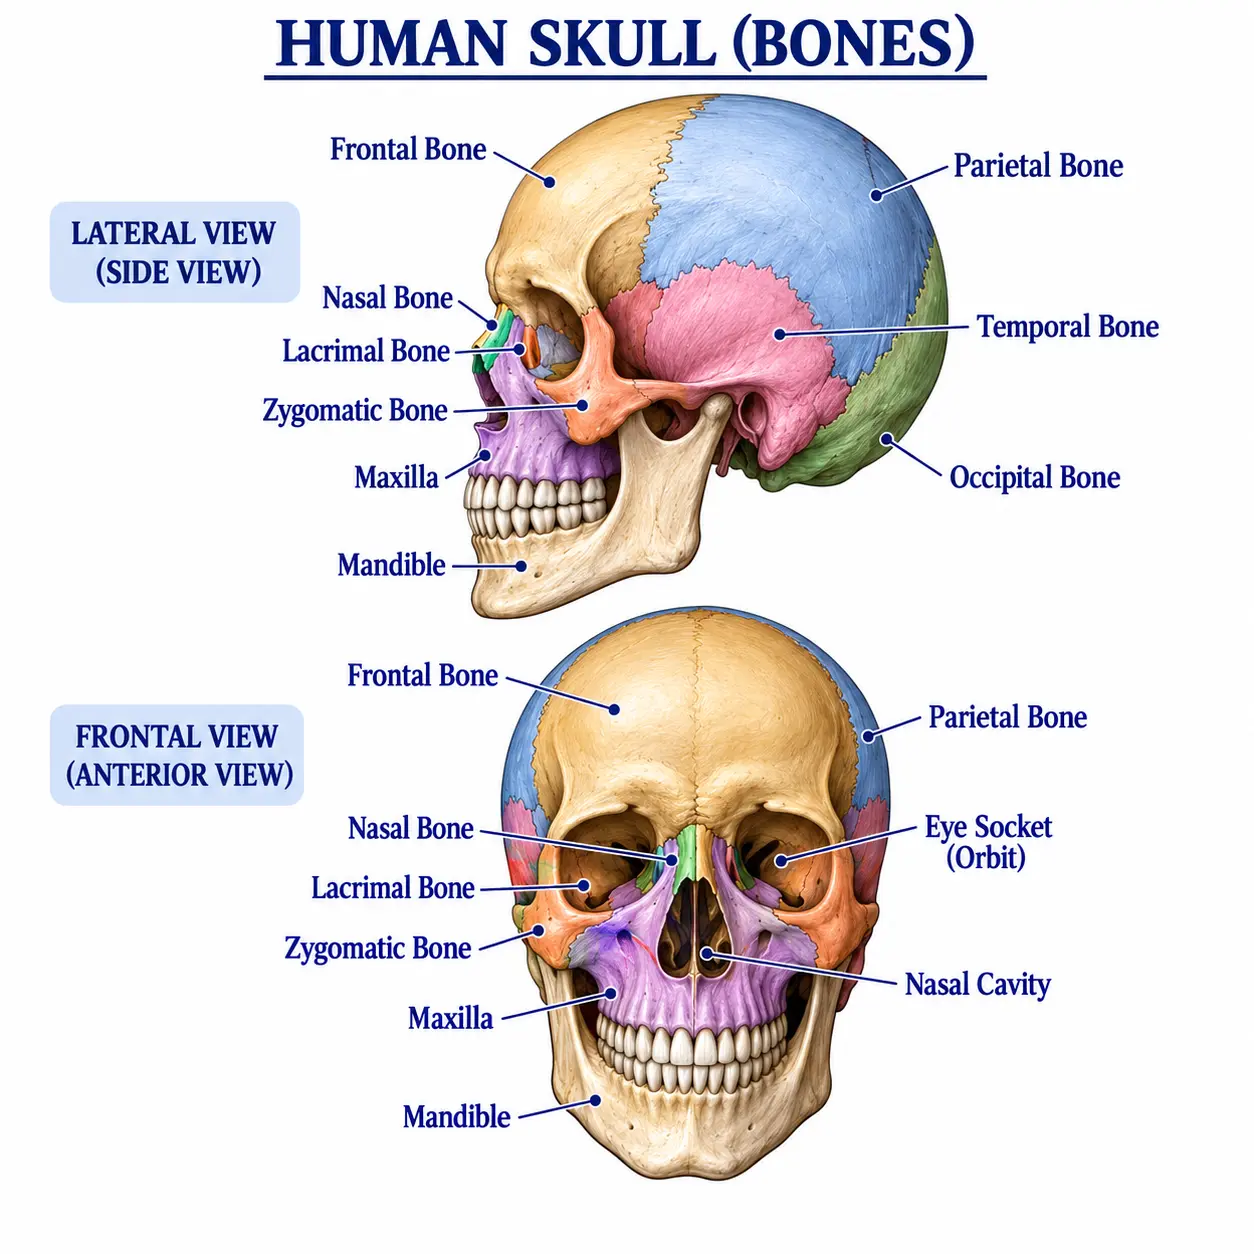 HUMAN SKULL (BONES)
Frontal Bone
Parietal Bone
LATERAL VIEW
(SIDE VIEW)
Nasal Bone
Temporal Bone
Lacrimal Bone
Zygomatic Bone
Maxilla
Occipital Bone
Mandible
Frontal Bone
Parietal Bone
FRONTAL VIEW
(ANTERIOR VIEW)
Nasal Bone
Eye Socket
(Orbit)
Lacrimal Bone
Zygomatic Bone
Nasal Cavity
Maxilla
Mandible